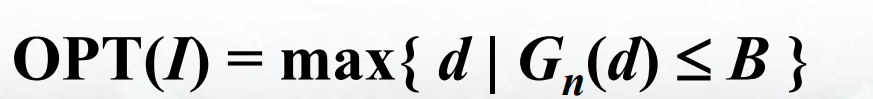 OPT(I) = max{ d | Gₙ(d) ≤ B }